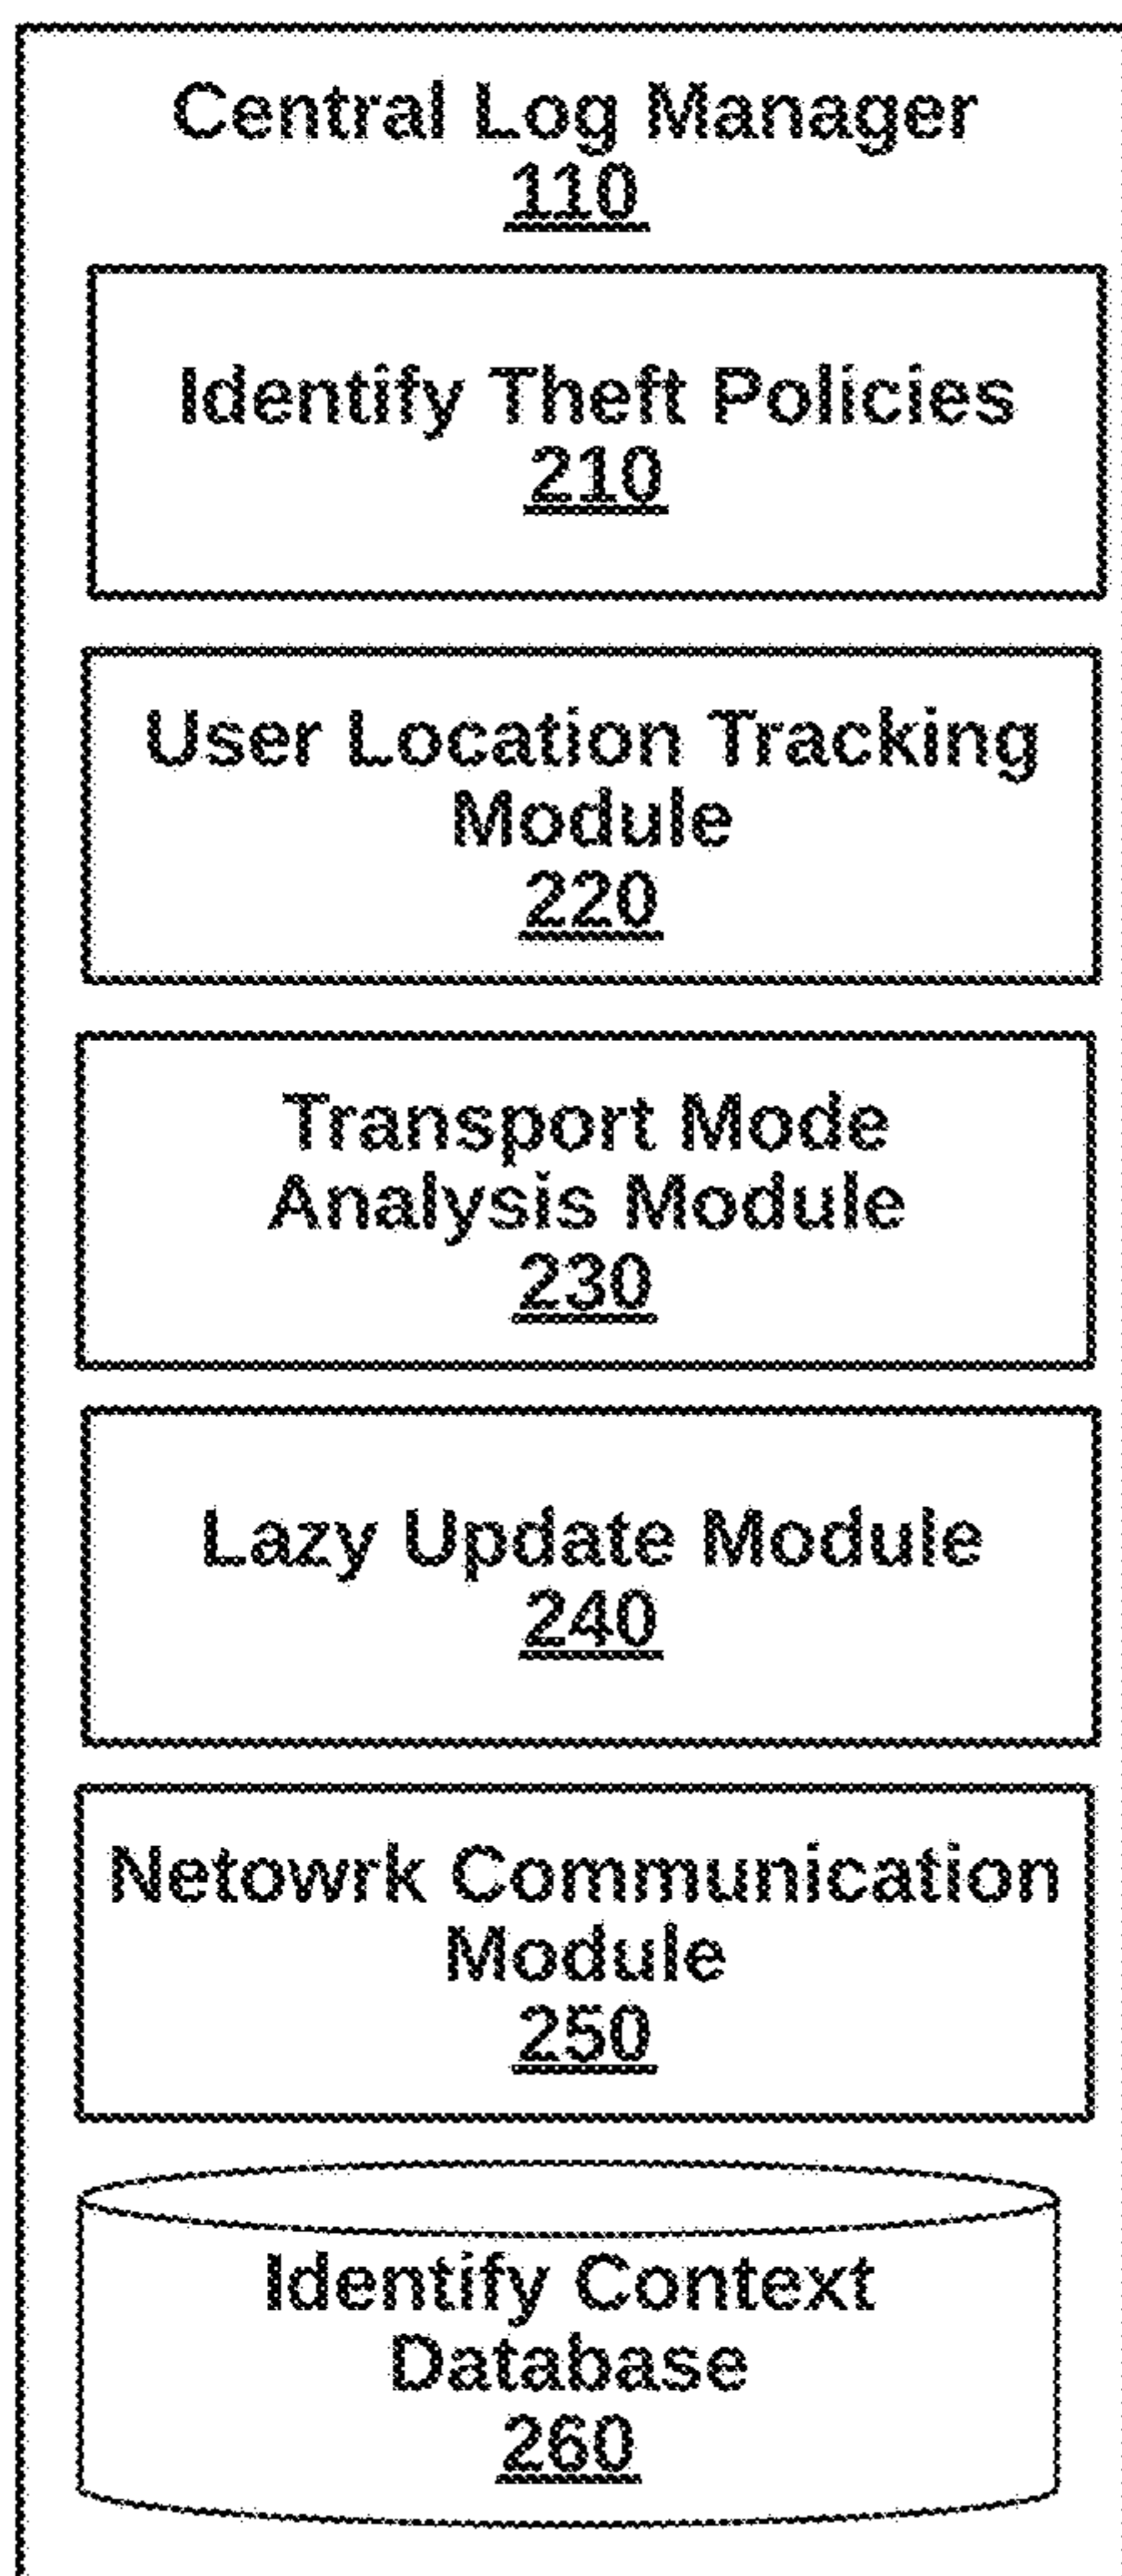 Central Log Manager
110
Identify Theft Policies
210
User Location Tracking
Module
220
Transport Mode
Analysis Module
230
Lazy Update Module
240
Netowrk Communication
Module
250
Identify Context
Database
260